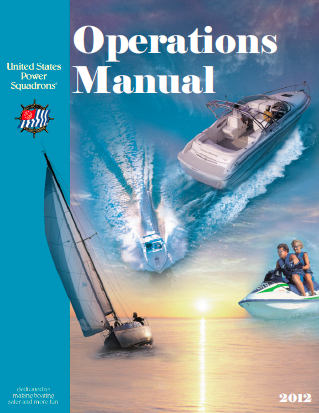 Operations
Manual
United States
Power
Squadrons®
dedicated to
making boating
safer and more fun
2012